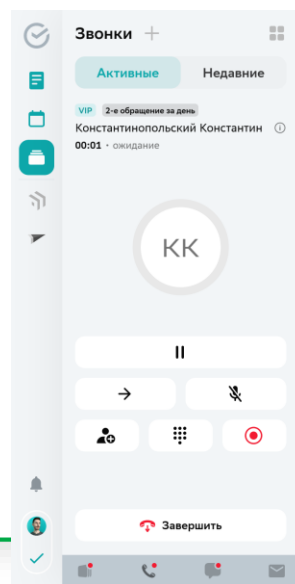 Звонки
Активные Недавние
VIP 2-е обращение за день
Константинопольский Константин
00:01 • ожидание
КК
Завершить